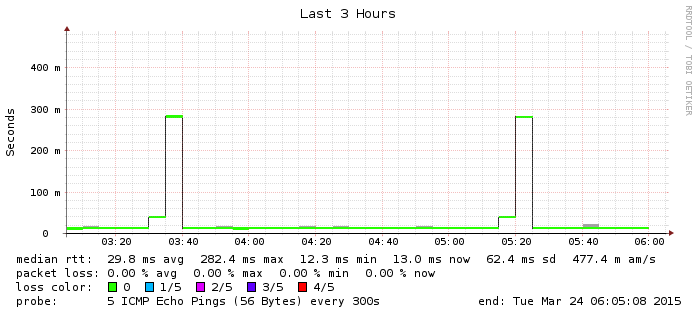 Last 3 Hours
RRDTOOL / TOBI OETIKER
Seconds
400 m
300 m
200 m
100 m
0
03:20 03:40 04:00 04:20 04:40 05:00 05:20 05:40 06:00
median rtt: 29.8 ms avg 282.4 ms max 12.3 ms min 13.0 ms now 62.4 ms sd 477.4 m am/s
packet loss: 0.00 % avg 0.00 % max 0.00 % min 0.00 % now
loss color: 0 1/5 2/5 3/5 4/5
probe: 5 ICMP Echo Pings (56 Bytes) every 300s end: Tue Mar 24 06:05:08 2015